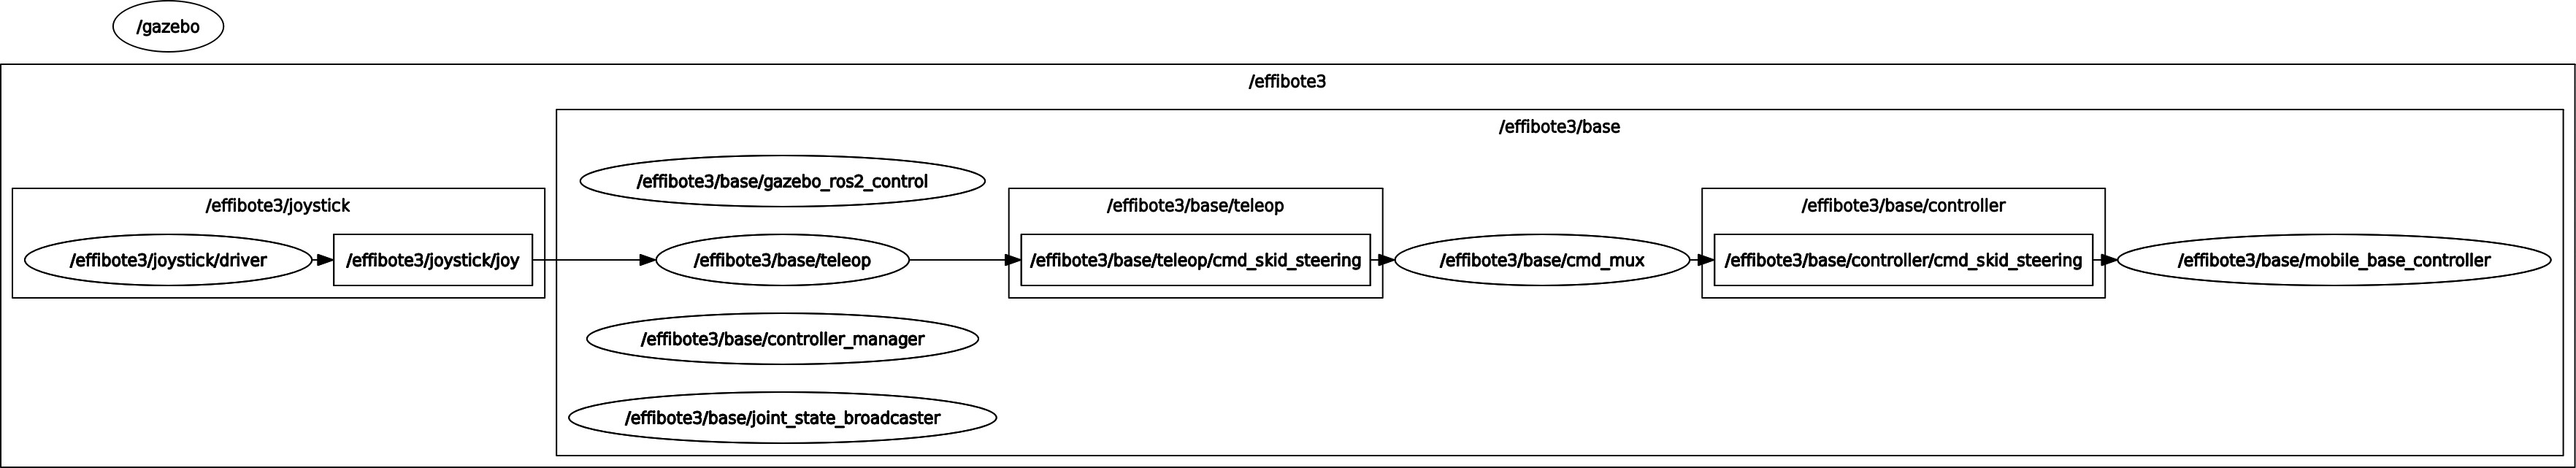 /gazebo
/effibote3
/effibote3/base
/effibote3/base/gazebo_ros2_control
/effibote3/joystick
/effibote3/base/teleop
/effibote3/base/controller
/effibote3/joystick/driver
/effibote3/joystick/joy
/effibote3/base/teleop
/effibote3/base/teleop/cmd_skid_steering
/effibote3/base/cmd_mux
/effibote3/base/controller/cmd_skid_steering
/effibote3/base/mobile_base_controller
/effibote3/base/controller_manager
/effibote3/base/joint_state_broadcaster